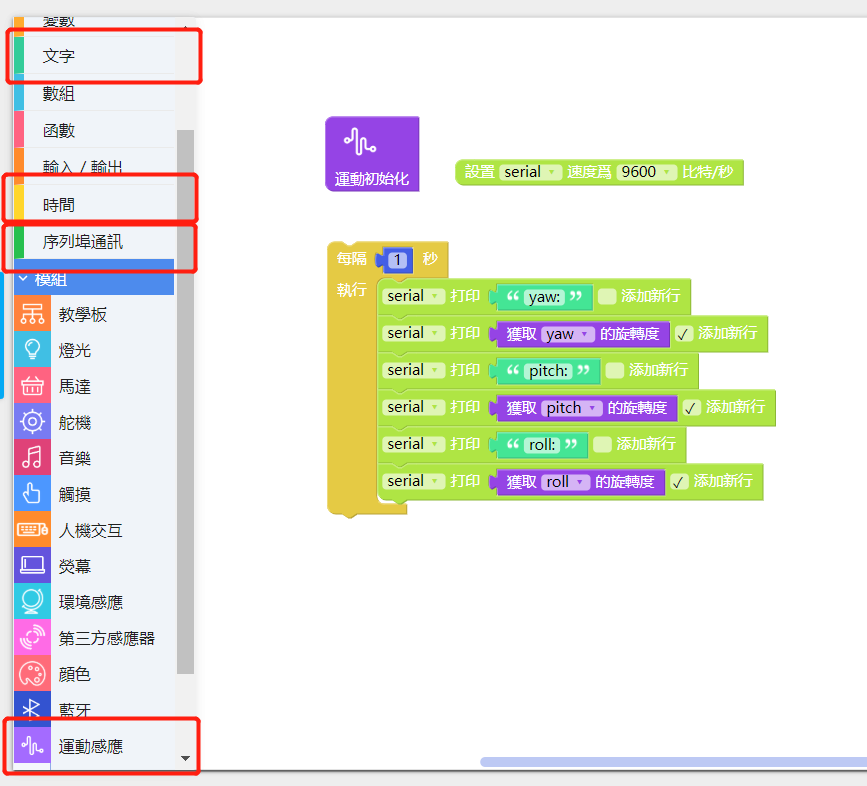 變數
文字
數組
函數
輸入 / 輸出
時間
序列埠通訊
模組
教學板
燈光
馬達
舵機
音樂
觸摸
人機交互
熒幕
環境感應
第三方感應器
顏色
藍牙
運動感應
運動初始化
設置 serial 速度爲 9600 比特/秒
每隔 1 秒
執行
serial 打印 “ yaw: ” 添加新行
serial 打印 獲取 yaw 的旋轉度 ✓ 添加新行
serial 打印 “ pitch: ” 添加新行
serial 打印 獲取 pitch 的旋轉度 ✓ 添加新行
serial 打印 “ roll: ” 添加新行
serial 打印 獲取 roll 的旋轉度 ✓ 添加新行